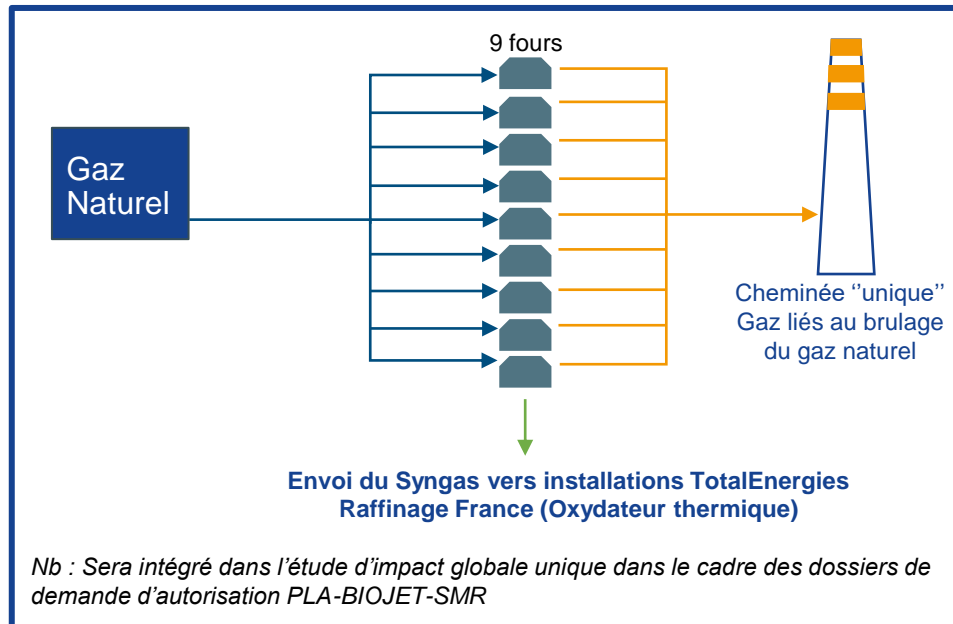 9 fours
Gaz
Naturel
Cheminée ‘’unique’’
Gaz liés au brulage
du gaz naturel
Envoi du Syngas vers installations TotalEnergies
Raffinage France (Oxydateur thermique)
Nb : Sera intégré dans l’étude d’impact globale unique dans le cadre des dossiers de
demande d’autorisation PLA-BIOJET-SMR